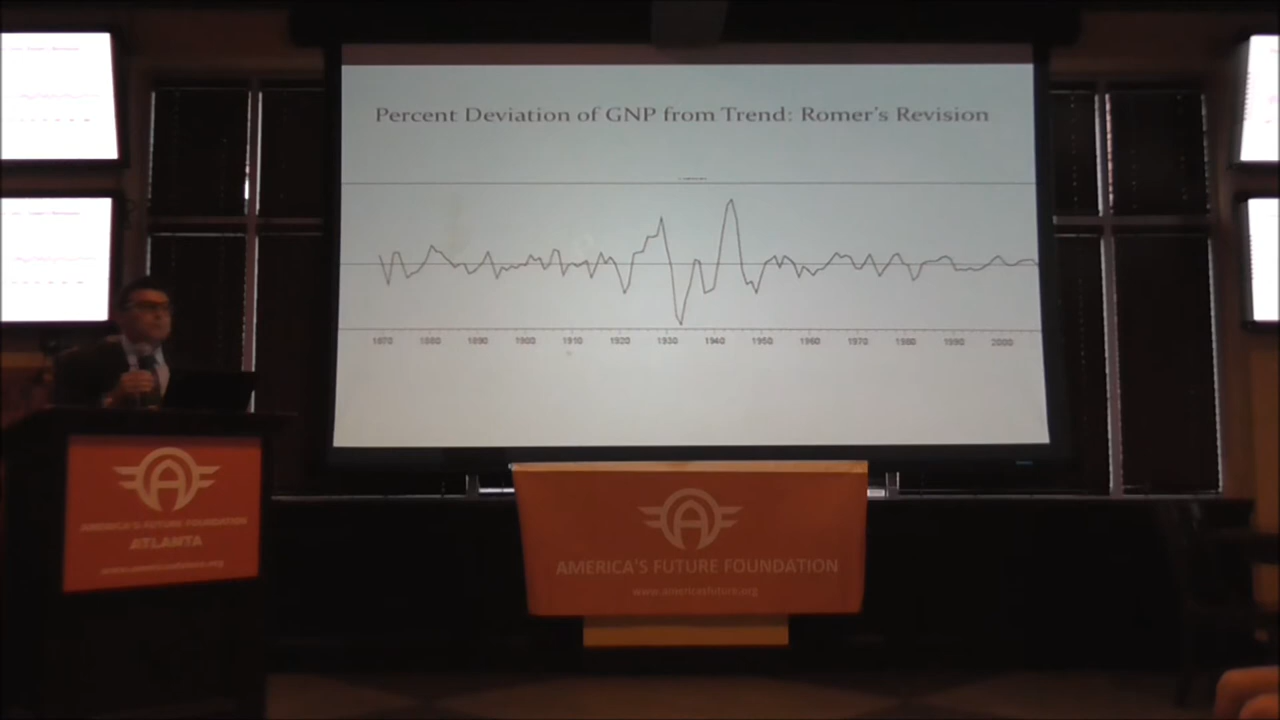 Percent Deviation of GNP from Trend: Romer's Revision
1870 1880 1890 1900 1910 1920 1930 1940 1950 1960 1970 1980 1990 2000
AMERICA'S FUTURE FOUNDATION
ATLANTA
www.americasfuture.org
AMERICA'S FUTURE FOUNDATION
www.americasfuture.org